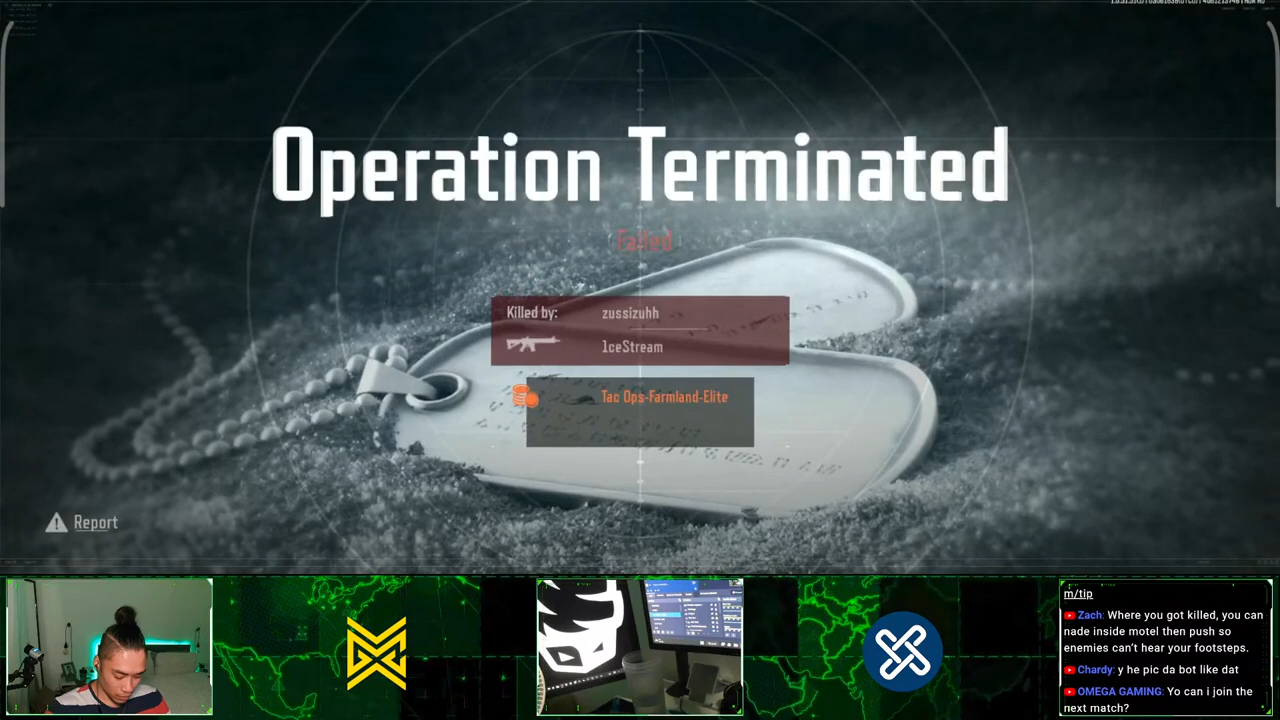 Operation Terminated
Failed
Killed by: zussizuhh
1ceStream
Tac Ops-Farmland-Elite
Report
m/tip
Zach: Where you got killed, you can
nade inside motel then push so
enemies can't hear your footsteps.
Chardy: y he pic da bot like dat
OMEGA GAMING: Yo can i join the
next match?